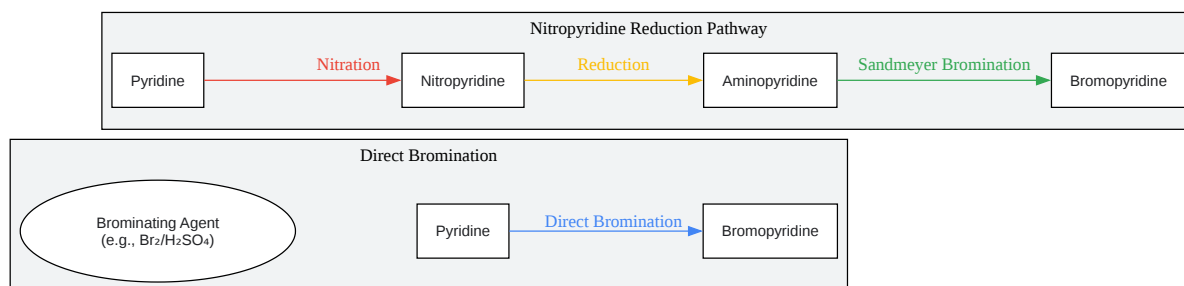 Nitropyridine Reduction Pathway
Pyridine
Nitration
Nitropyridine
Reduction
Aminopyridine
Sandmeyer Bromination
Bromopyridine
Direct Bromination
Brominating Agent
(e.g., Br₂/H₂SO₄)
Pyridine
Direct Bromination
Bromopyridine